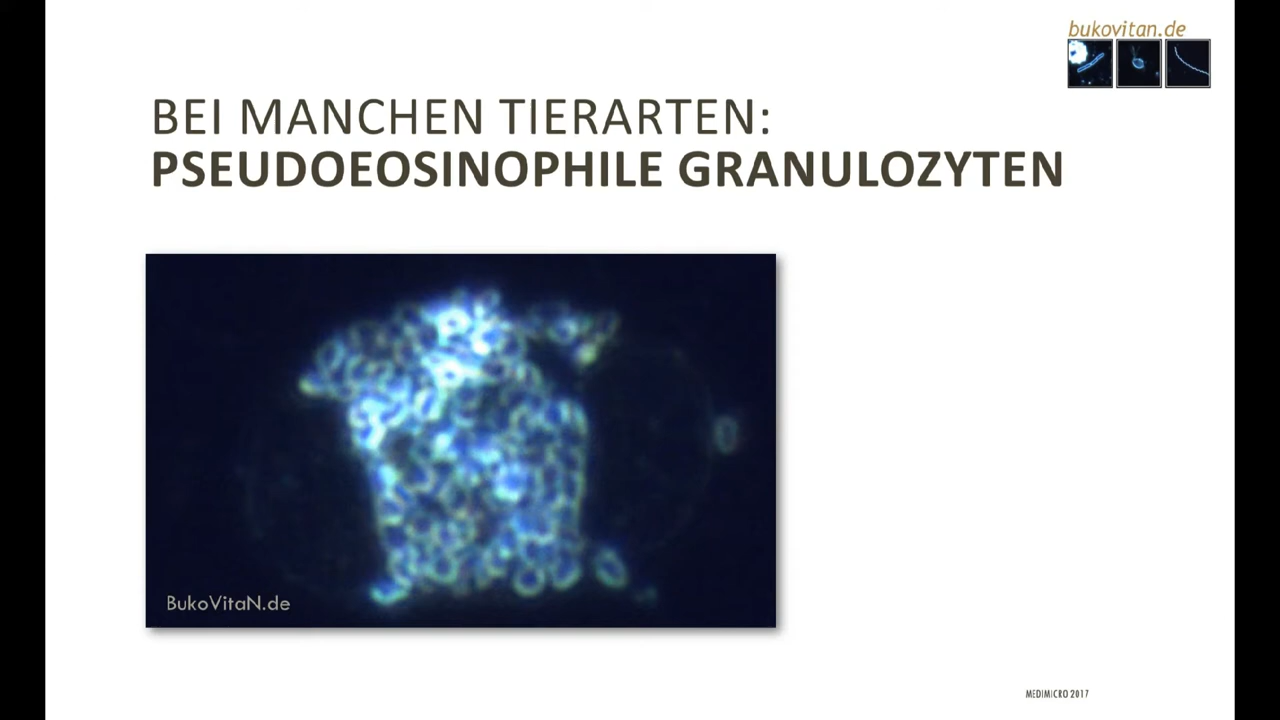 bukovitan.de
BEI MANCHEN TIERARTEN:
PSEUDOEOSINOPHILE GRANULOZYTEN
BukoVitaN.de
MEDIMICRO 2017